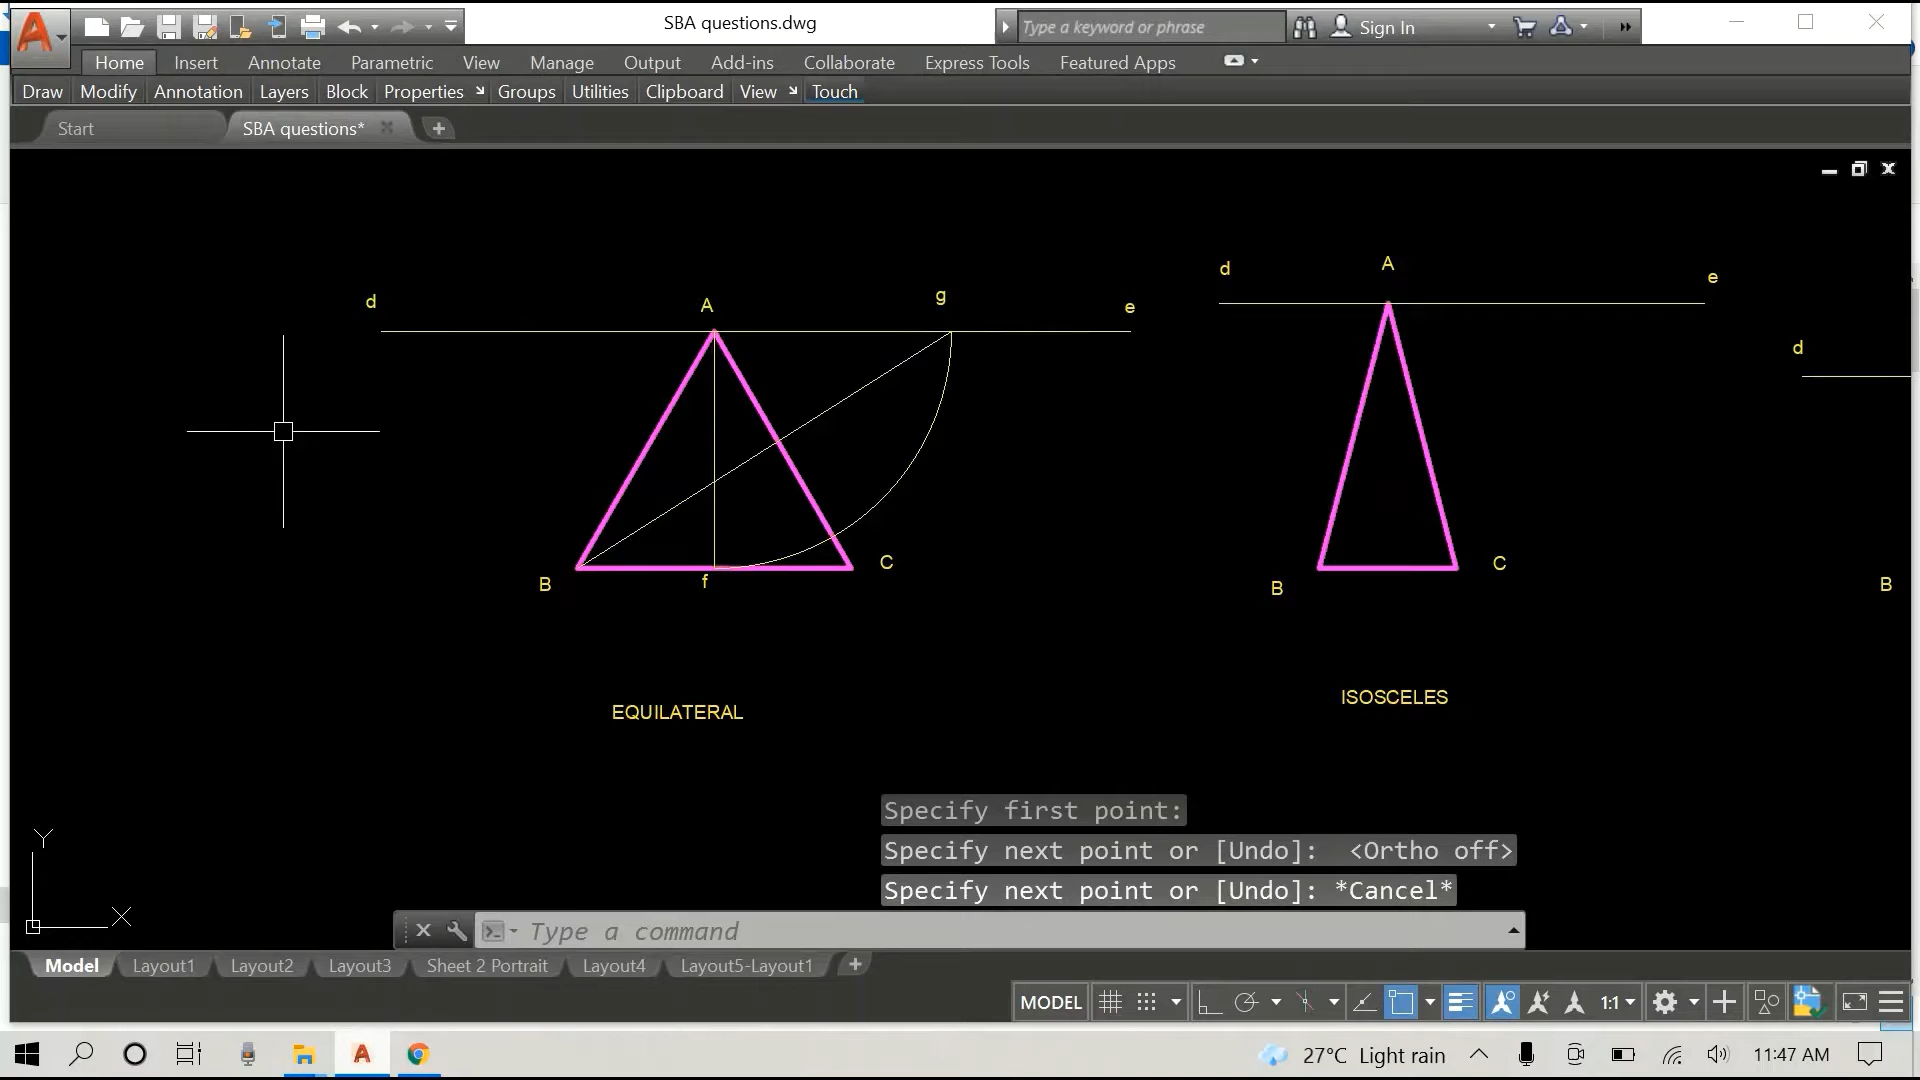 SBA questions.dwg
Type a keyword or phrase
Sign In
Home Insert Annotate Parametric View Manage Output Add-ins Collaborate Express Tools Featured Apps
Draw Modify Annotation Layers Block Properties Groups Utilities Clipboard View Touch
Start SBA questions*
d A g e
d A e
d
B f C
B C
B
EQUILATERAL
ISOSCELES
Specify first point:
Specify next point or [Undo]: <Ortho off>
Specify next point or [Undo]: *Cancel*
Type a command
Y
X
Model Layout1 Layout2 Layout3 Sheet 2 Portrait Layout4 Layout5-Layout1
MODEL 1:1
27°C Light rain 11:47 AM